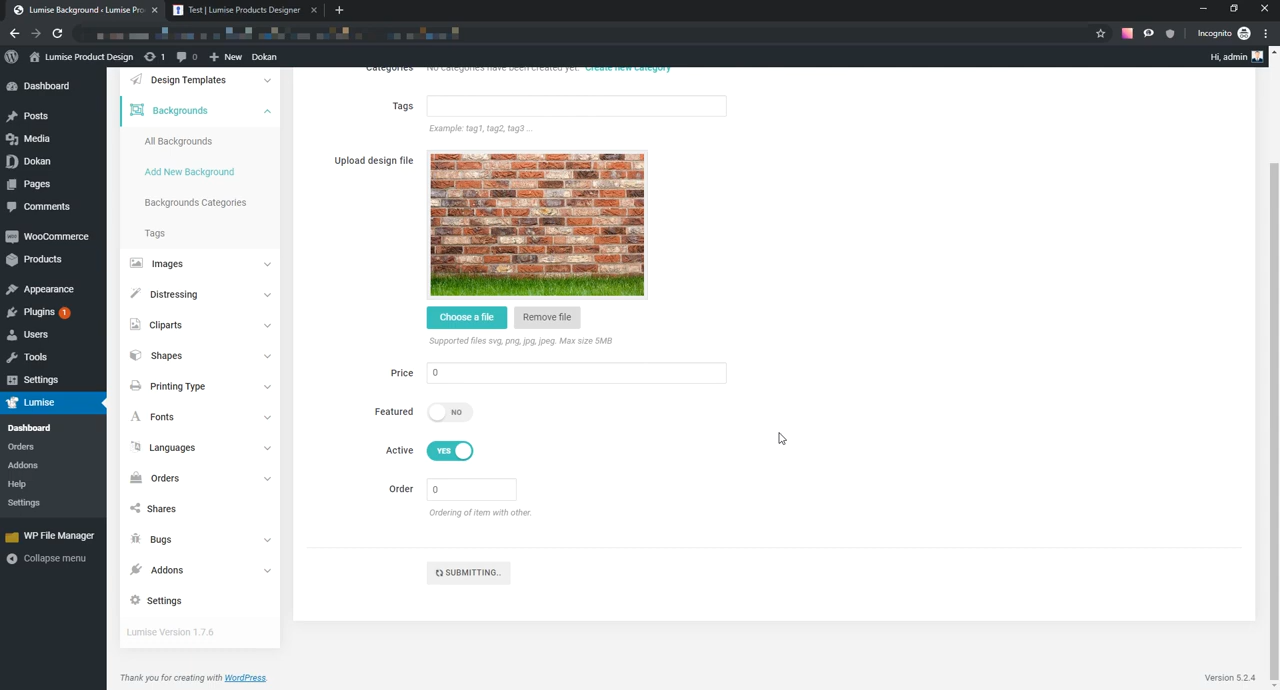 Lumise Background < Lumise Pro
Test | Lumise Products Designer
Incognito
Lumise Product Design
1
0
New
Dokan
Hi, admin
Dashboard
Posts
Media
Dokan
Pages
Comments
WooCommerce
Products
Appearance
Plugins 1
Users
Tools
Settings
Lumise
Dashboard
Orders
Addons
Help
Settings
WP File Manager
Collapse menu
Design Templates
Backgrounds
All Backgrounds
Add New Background
Backgrounds Categories
Tags
Images
Distressing
Cliparts
Shapes
Printing Type
Fonts
Languages
Orders
Shares
Bugs
Addons
Settings
Lumise Version 1.7.6
Categories No categories have been created yet. Create new category
Tags
Example: tag1, tag2, tag3 ...
Upload design file
Choose a file
Remove file
Supported files svg, png, jpg, jpeg. Max size 5MB
Price 0
Featured NO
Active YES
Order 0
Ordering of item with other.
SUBMITTING..
Thank you for creating with WordPress.
Version 5.2.4